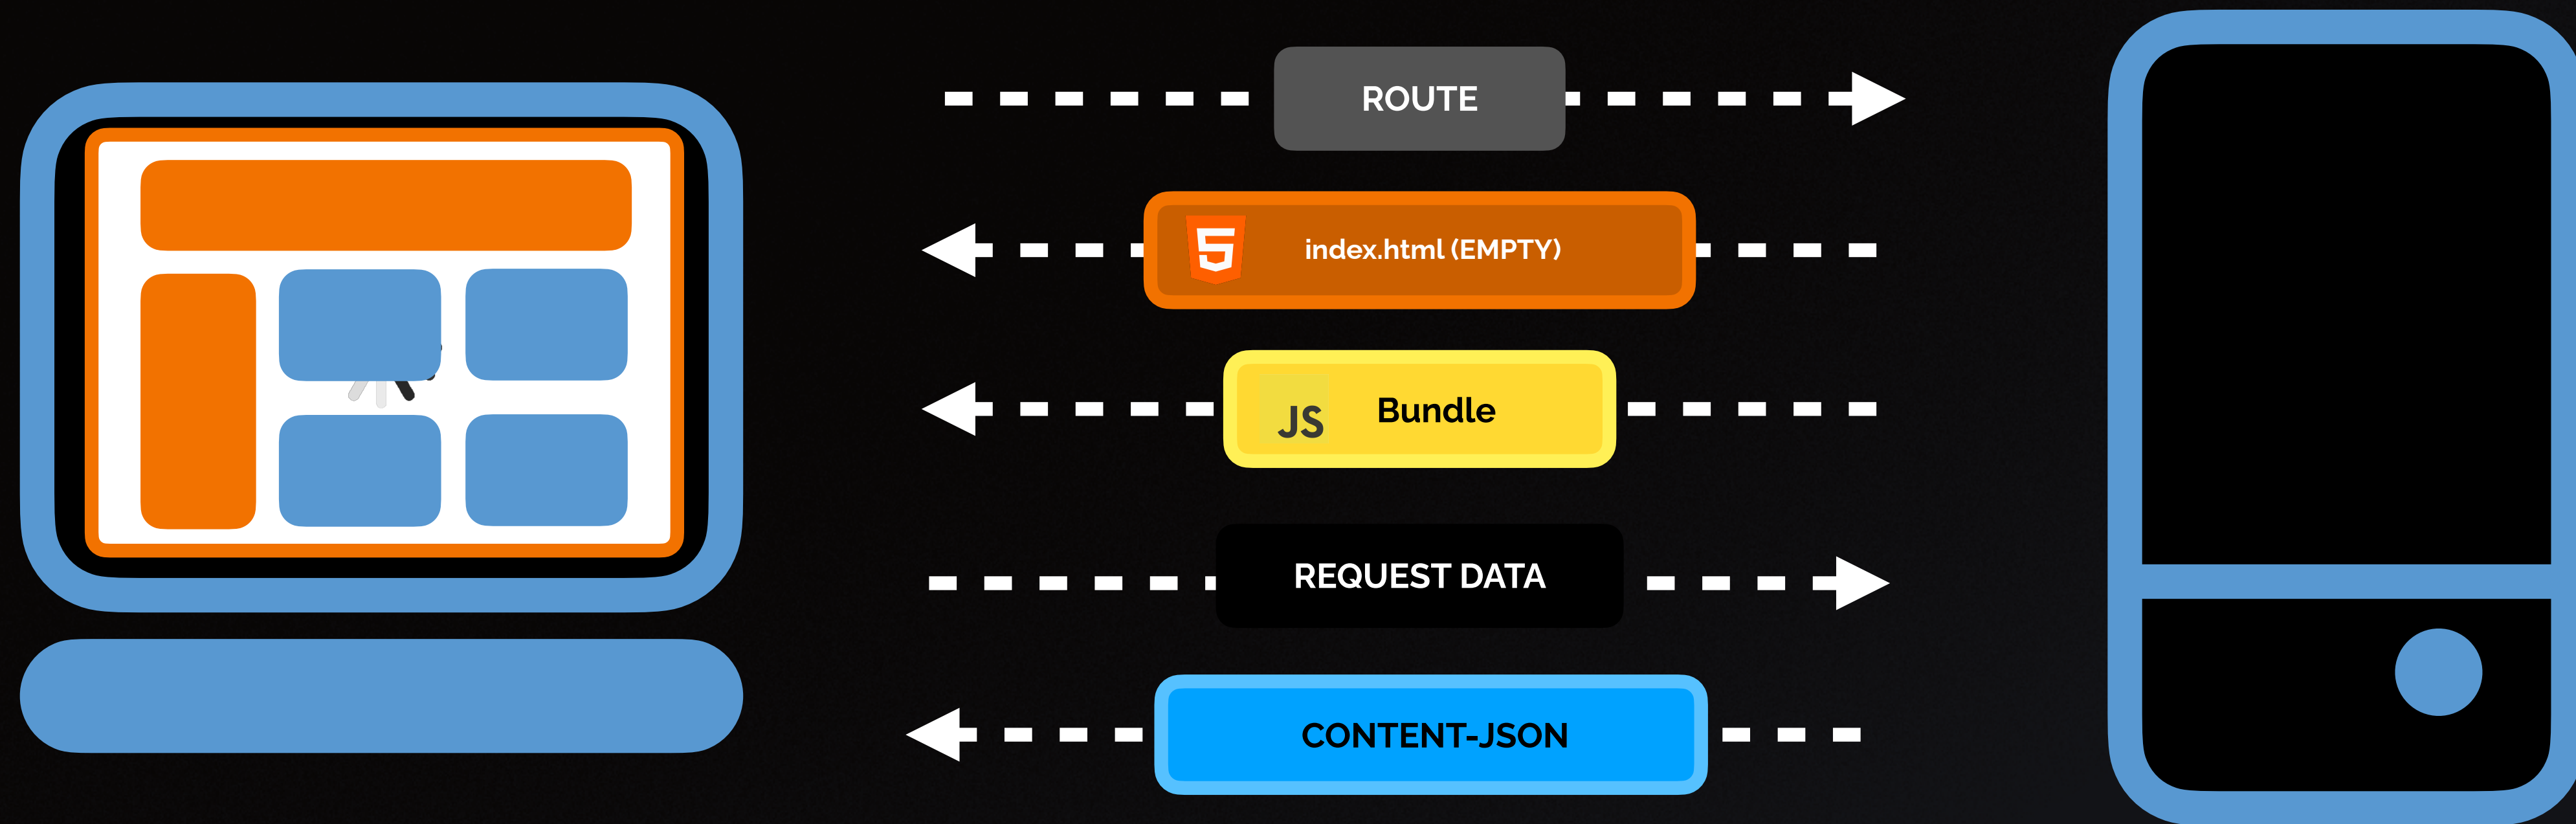 ROUTE
index.html (EMPTY)
JS Bundle
REQUEST DATA
CONTENT-JSON